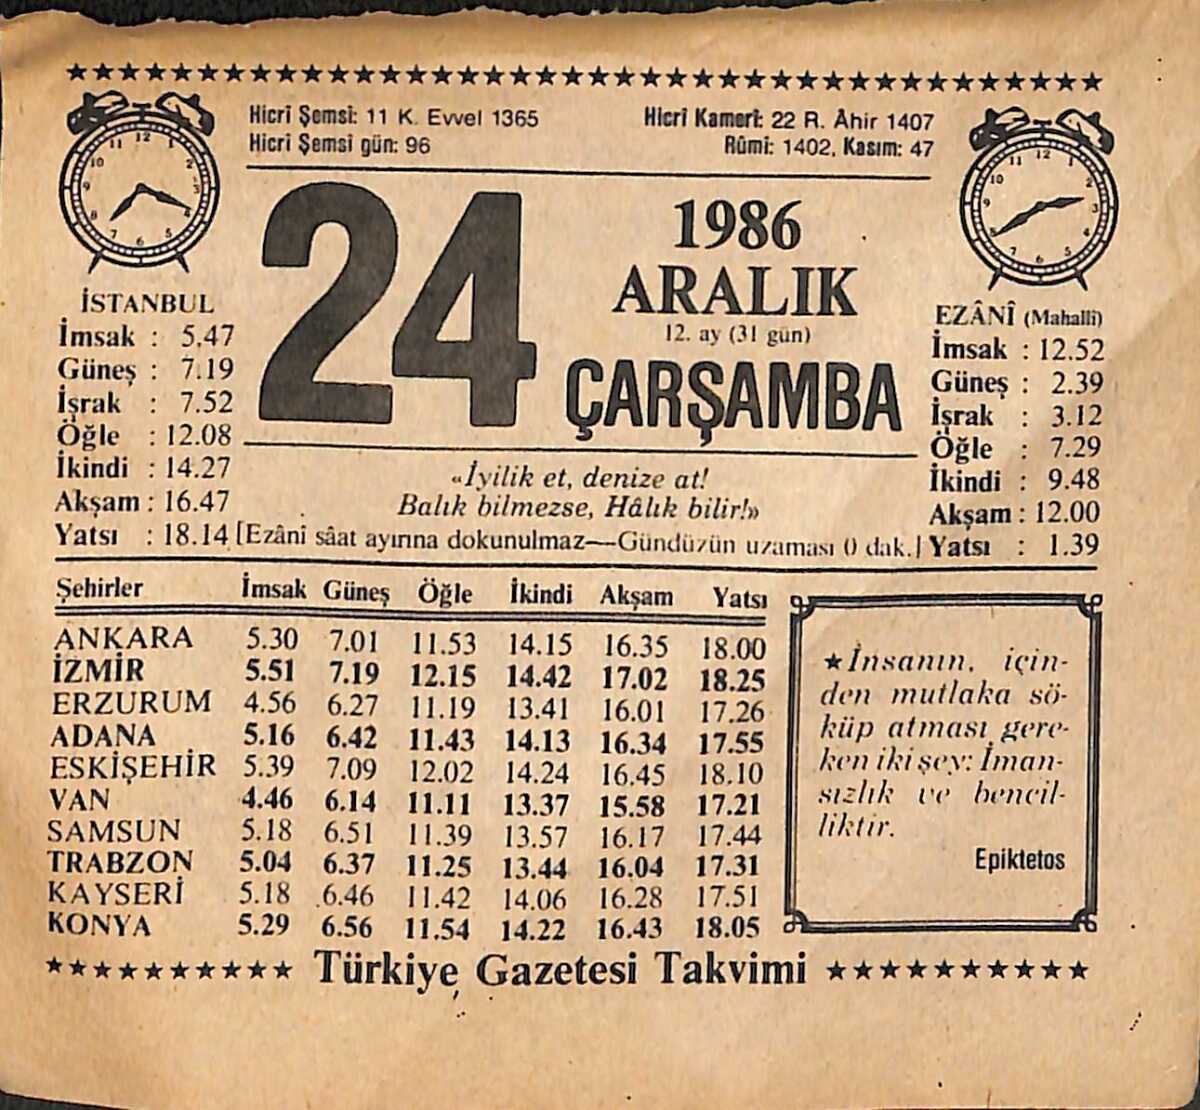 Hicrî Şemsî: 11 K. Evvel 1365
Hicrî Şemsî gün: 96
Hicrî Kamerî: 22 R. Âhir 1407
Rûmi: 1402, Kasım: 47
24
1986
ARALIK
12. ay (31 gün)
ÇARŞAMBA
İSTANBUL
İmsak : 5.47
Güneş : 7.19
İşrak : 7.52
Öğle : 12.08
İkindi : 14.27
Akşam : 16.47
Yatsı : 18.14
EZÂNÎ (Mahallî)
İmsak : 12.52
Güneş : 2.39
İşrak : 3.12
Öğle : 7.29
İkindi : 9.48
Akşam : 12.00
Yatsı : 1.39
«İyilik et, denize at!
Balık bilmezse, Hâlık bilir!»
[Ezâni sâat ayırına dokunulmaz—Gündüzün uzaması 0 dak.]
Şehirler İmsak Güneş Öğle İkindi Akşam Yatsı
ANKARA 5.30 7.01 11.53 14.15 16.35 18.00
İZMİR 5.51 7.19 12.15 14.42 17.02 18.25
ERZURUM 4.56 6.27 11.19 13.41 16.01 17.26
ADANA 5.16 6.42 11.43 14.13 16.34 17.55
ESKİŞEHİR 5.39 7.09 12.02 14.24 16.45 18.10
VAN 4.46 6.14 11.11 13.37 15.58 17.21
SAMSUN 5.18 6.51 11.39 13.57 16.17 17.44
TRABZON 5.04 6.37 11.25 13.44 16.04 17.31
KAYSERİ 5.18 6.46 11.42 14.06 16.28 17.51
KONYA 5.29 6.56 11.54 14.22 16.43 18.05
★İnsanın, için-
den mutlaka sö-
küp atması gere-
ken iki şey: İman-
sızlık ve bencil-
liktir.
Epiktetos
Türkiye Gazetesi Takvimi